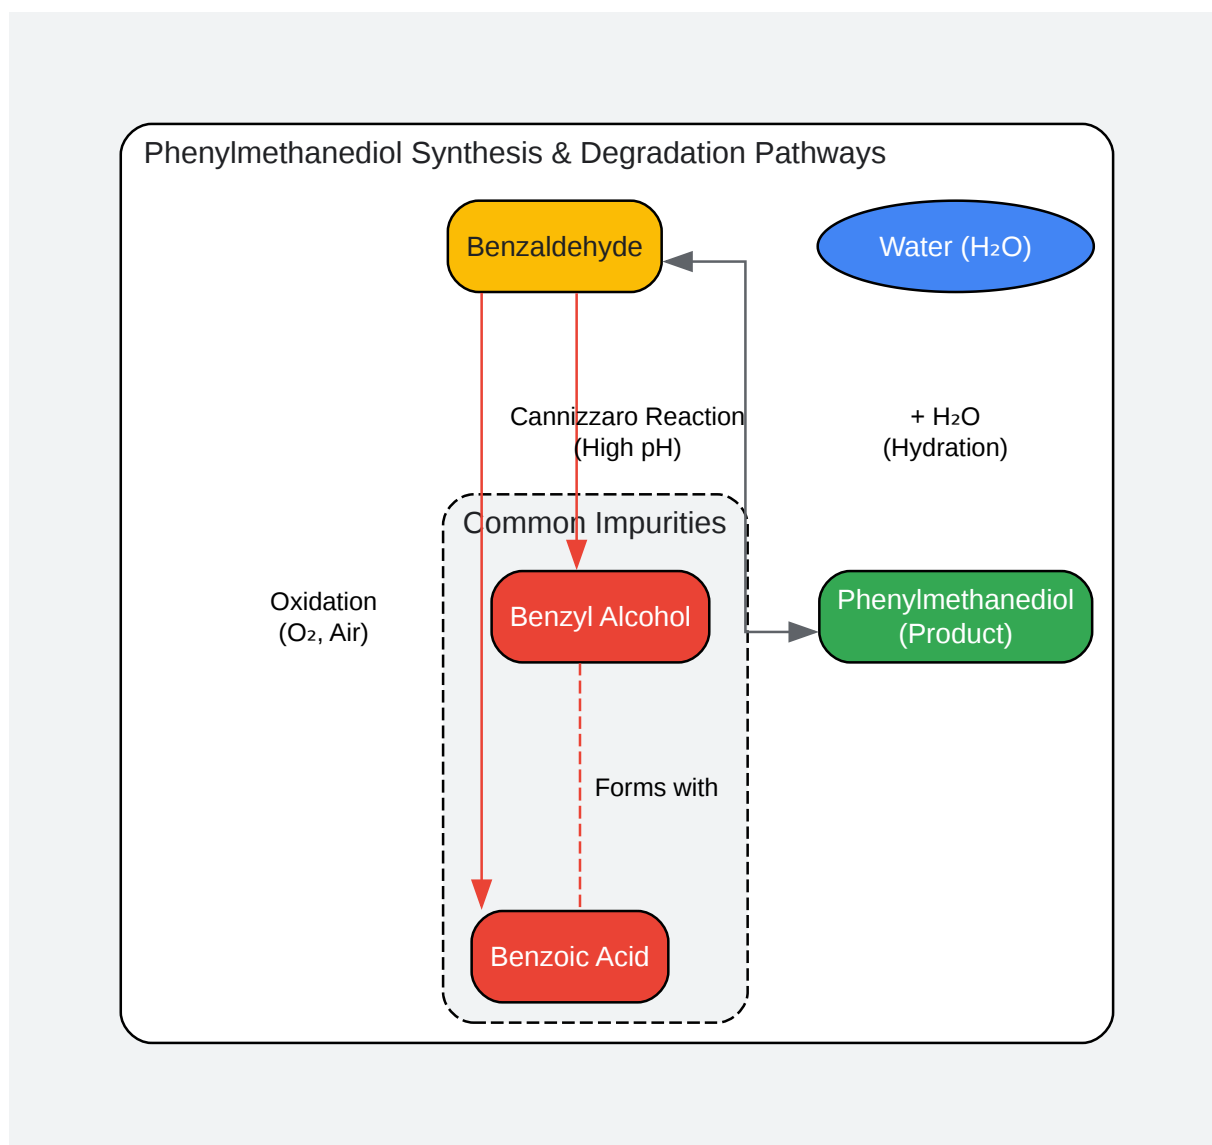 Phenylmethanediol Synthesis & Degradation Pathways
Benzaldehyde
Water (H₂O)
Cannizzaro Reaction
(High pH)
+ H₂O
(Hydration)
Common Impurities
Oxidation
(O₂, Air)
Benzyl Alcohol
Phenylmethanediol
(Product)
Forms with
Benzoic Acid